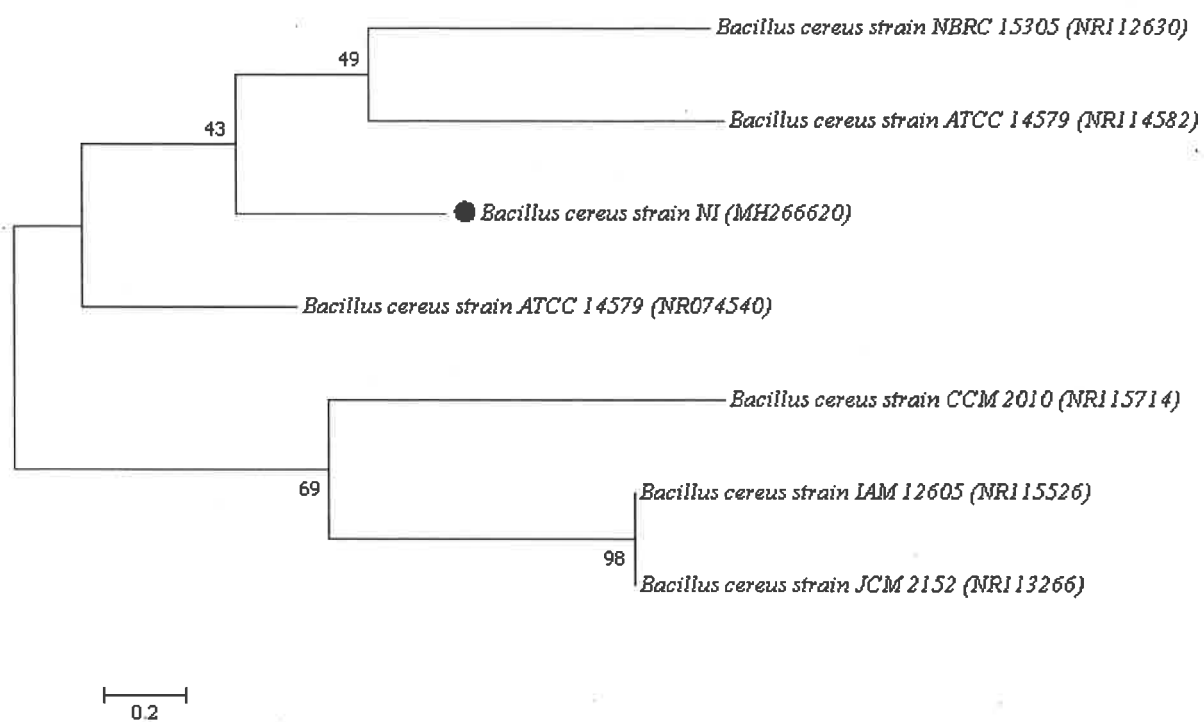 Bacillus cereus strain NBRC 15305 (NR112630)
49
Bacillus cereus strain ATCC 14579 (NR114582)
43
Bacillus cereus strain NI (MH266620)
Bacillus cereus strain ATCC 14579 (NR074540)
Bacillus cereus strain CCM 2010 (NR115714)
69
Bacillus cereus strain IAM 12605 (NR115526)
98
Bacillus cereus strain JCM 2152 (NR113266)
0.2